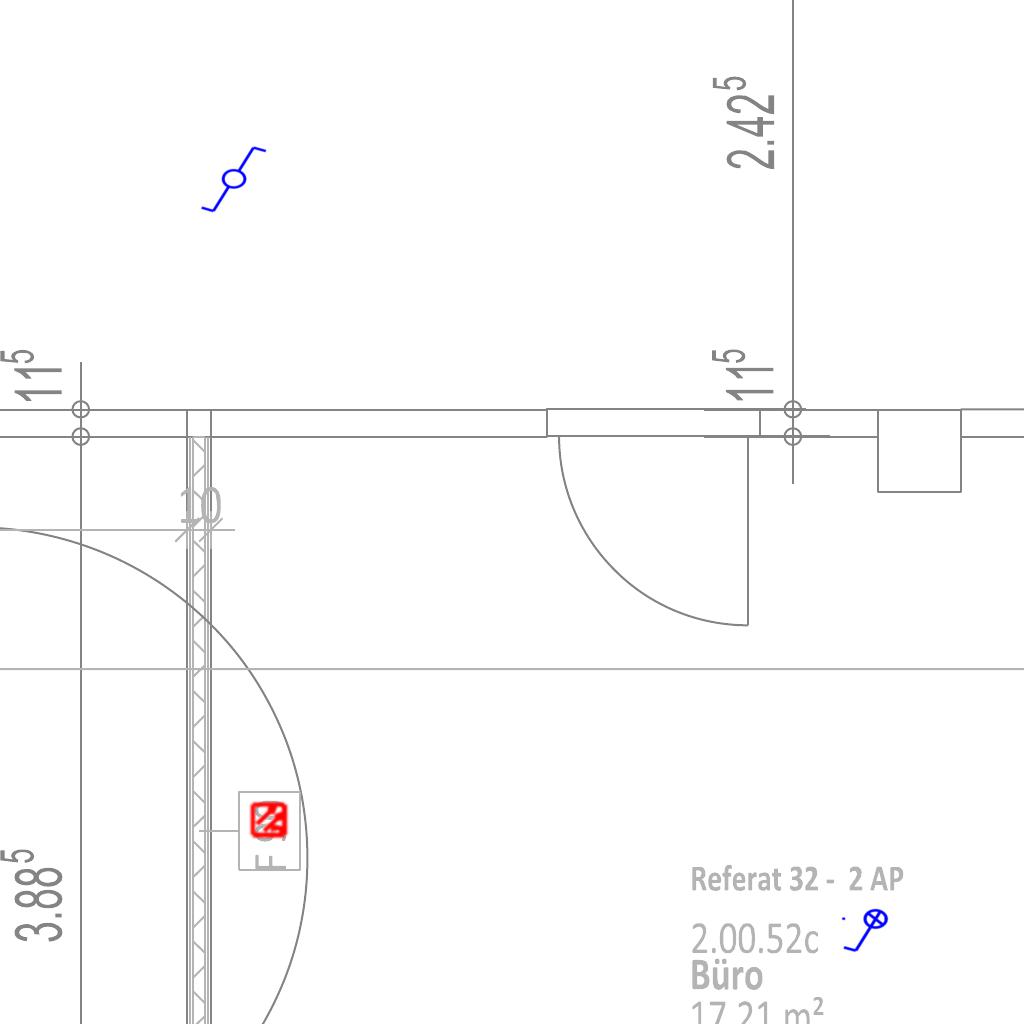 2.42⁵
11⁵
11⁵
10
3.88⁵
F
Referat 32 - 2 AP
2.00.52c
Büro
17,21 m²